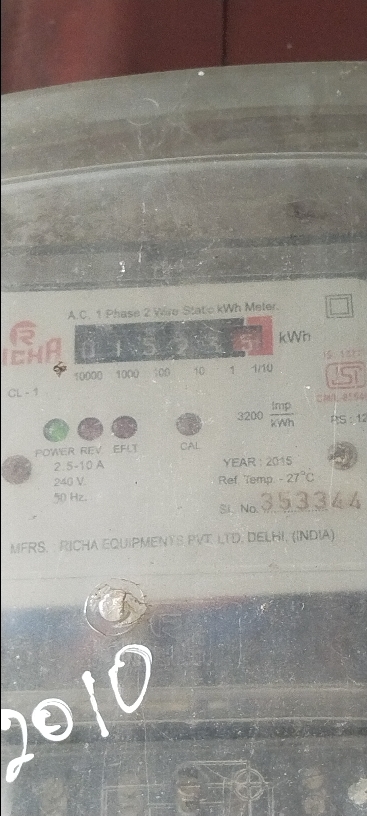 A.C. 1 Phase 2 Wire Static kWh Meter.
RICHA
kWh
10000 1000 100 10 1 1/10
CL - 1
3200 imp
kWh
POWER REV. EF/LT CAL
2.5-10 A
240 V.
50 Hz.
YEAR : 2015
Ref. Temp. - 27°C
SL. No. 353344
MFRS. RICHA EQUIPMENTS PVT. LTD. DELHI, (INDIA)
2010